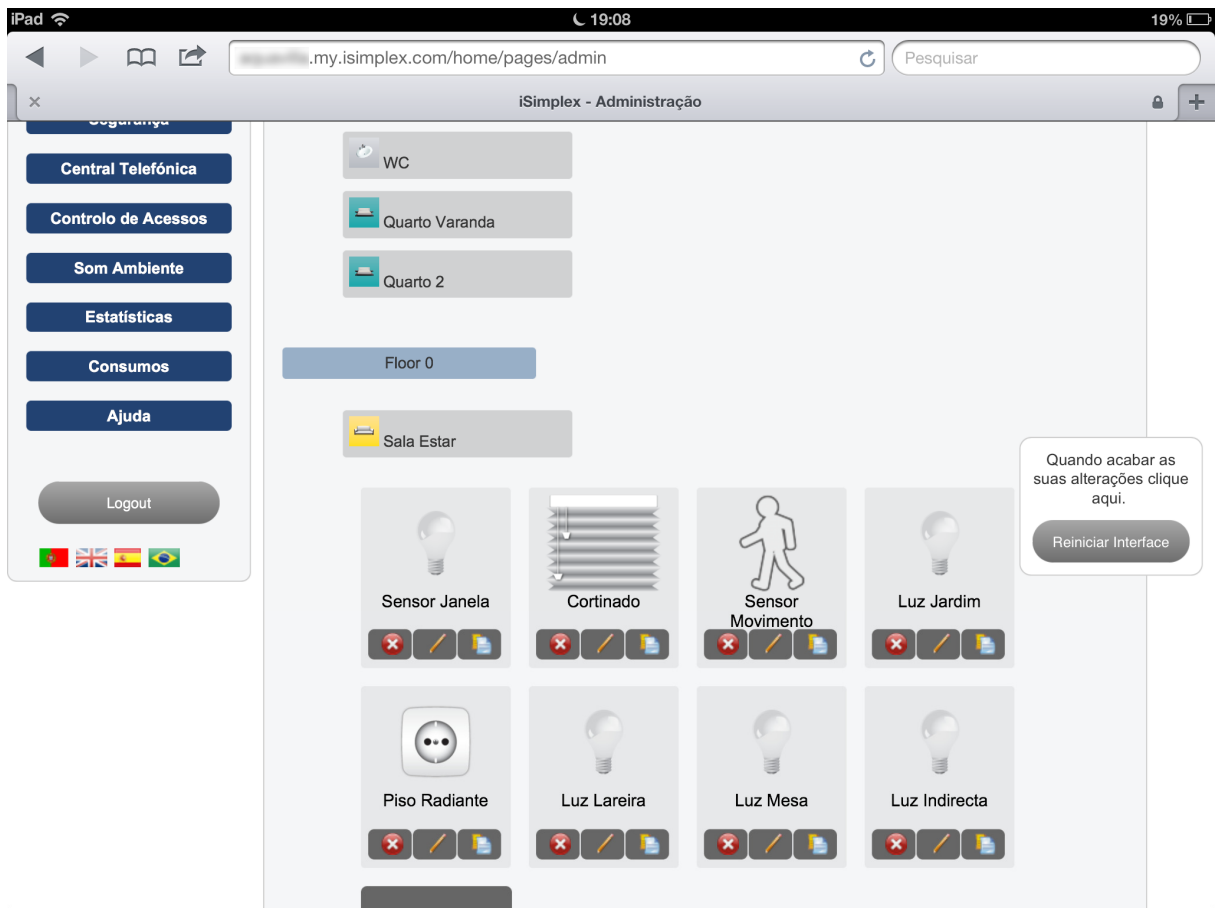 iPad 19:08 19%
.my.isimplex.com/home/pages/admin Pesquisar
iSimplex - Administração
Segurança
Central Telefónica
Controlo de Acessos
Som Ambiente
Estatísticas
Consumos
Ajuda
Logout
WC
Quarto Varanda
Quarto 2
Floor 0
Sala Estar
Sensor Janela
Cortinado
Sensor
Movimento
Luz Jardim
Piso Radiante
Luz Lareira
Luz Mesa
Luz Indirecta
Quando acabar as
suas alterações clique
aqui.
Reiniciar Interface